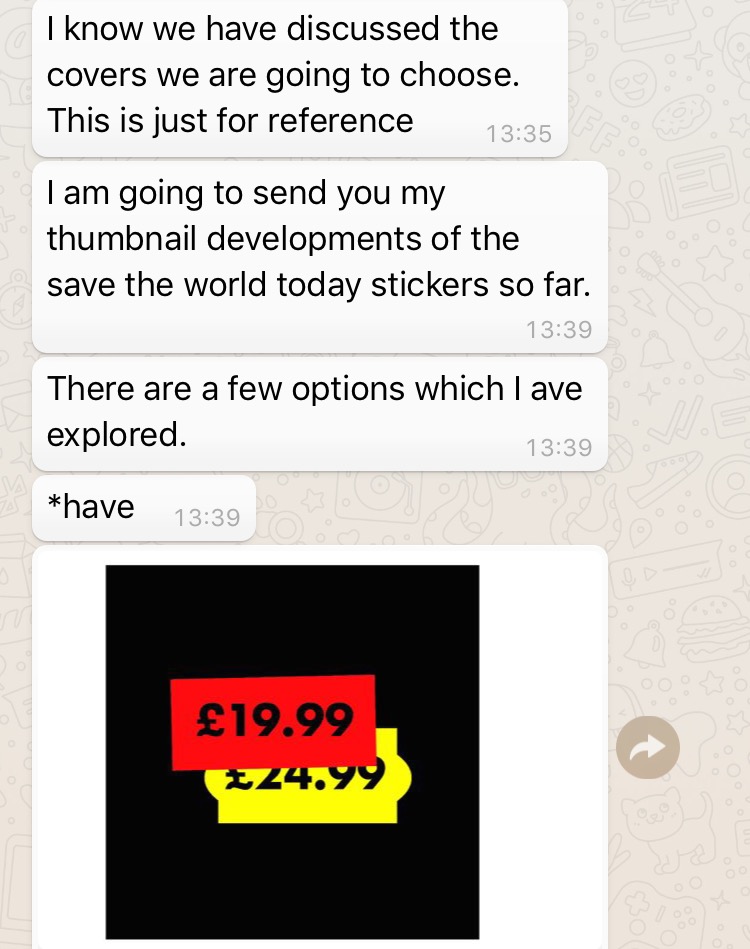 I know we have discussed the
covers we are going to choose.
This is just for reference
13:35
I am going to send you my
thumbnail developments of the
save the world today stickers so far.
13:39
There are a few options which I ave
explored.
13:39
*have
13:39
£19.99
£24.99